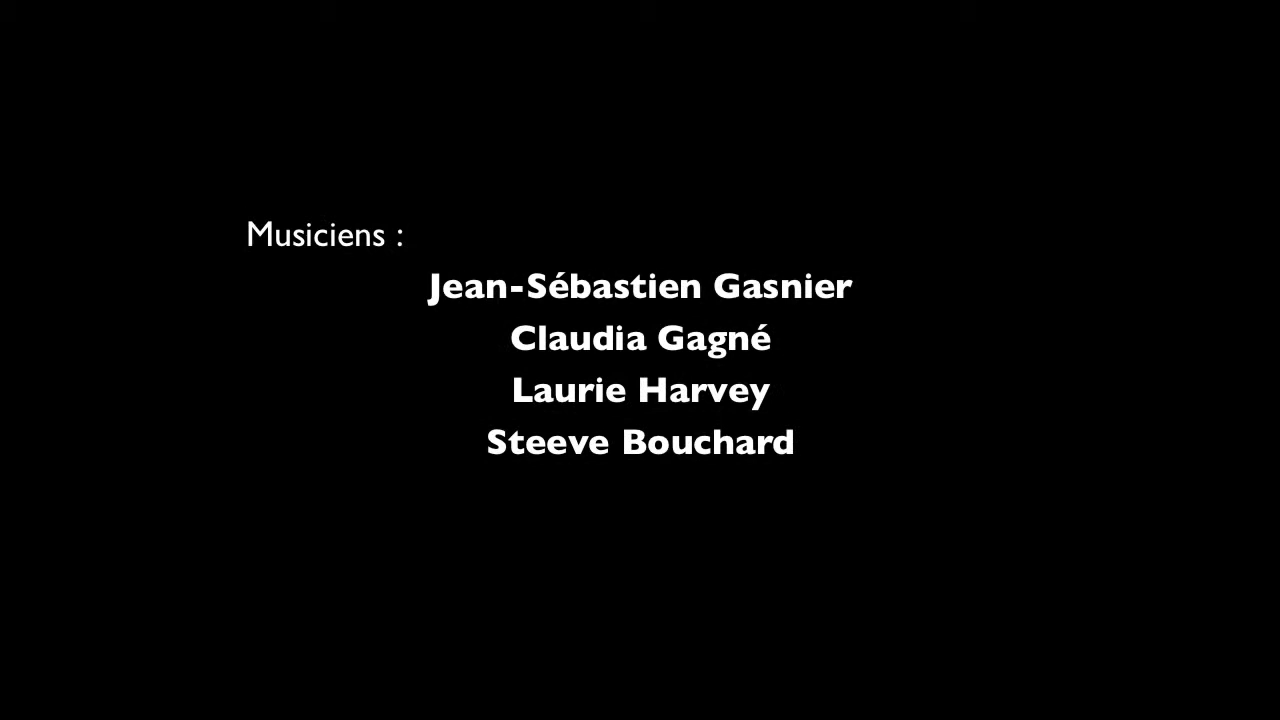 Musiciens :
Jean-Sébastien Gasnier
Claudia Gagné
Laurie Harvey
Steeve Bouchard